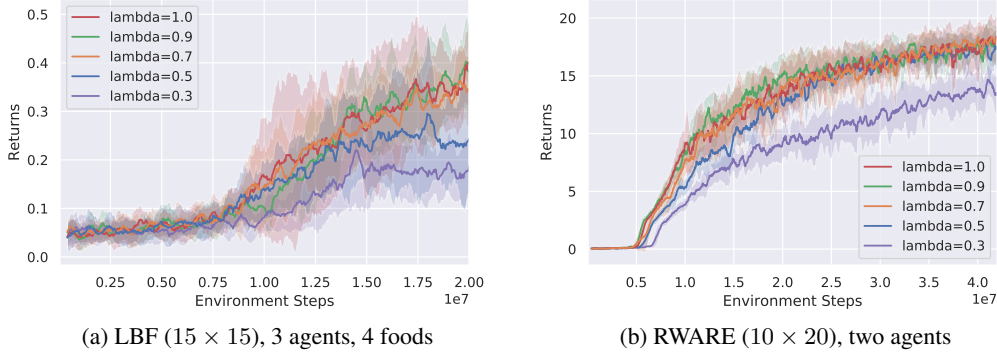 lambda=1.0
lambda=0.9
lambda=0.7
lambda=0.5
lambda=0.3
Returns
0.5
0.4
0.3
0.2
0.1
0.0
0.25
0.50
0.75
1.00
1.25
1.50
1.75
2.00
1e7
Environment Steps
(a) LBF (15 × 15), 3 agents, 4 foods
Returns
20
15
10
5
0
lambda=1.0
lambda=0.9
lambda=0.7
lambda=0.5
lambda=0.3
0.5
1.0
1.5
2.0
2.5
3.0
3.5
4.0
1e7
Environment Steps
(b) RWARE (10 × 20), two agents